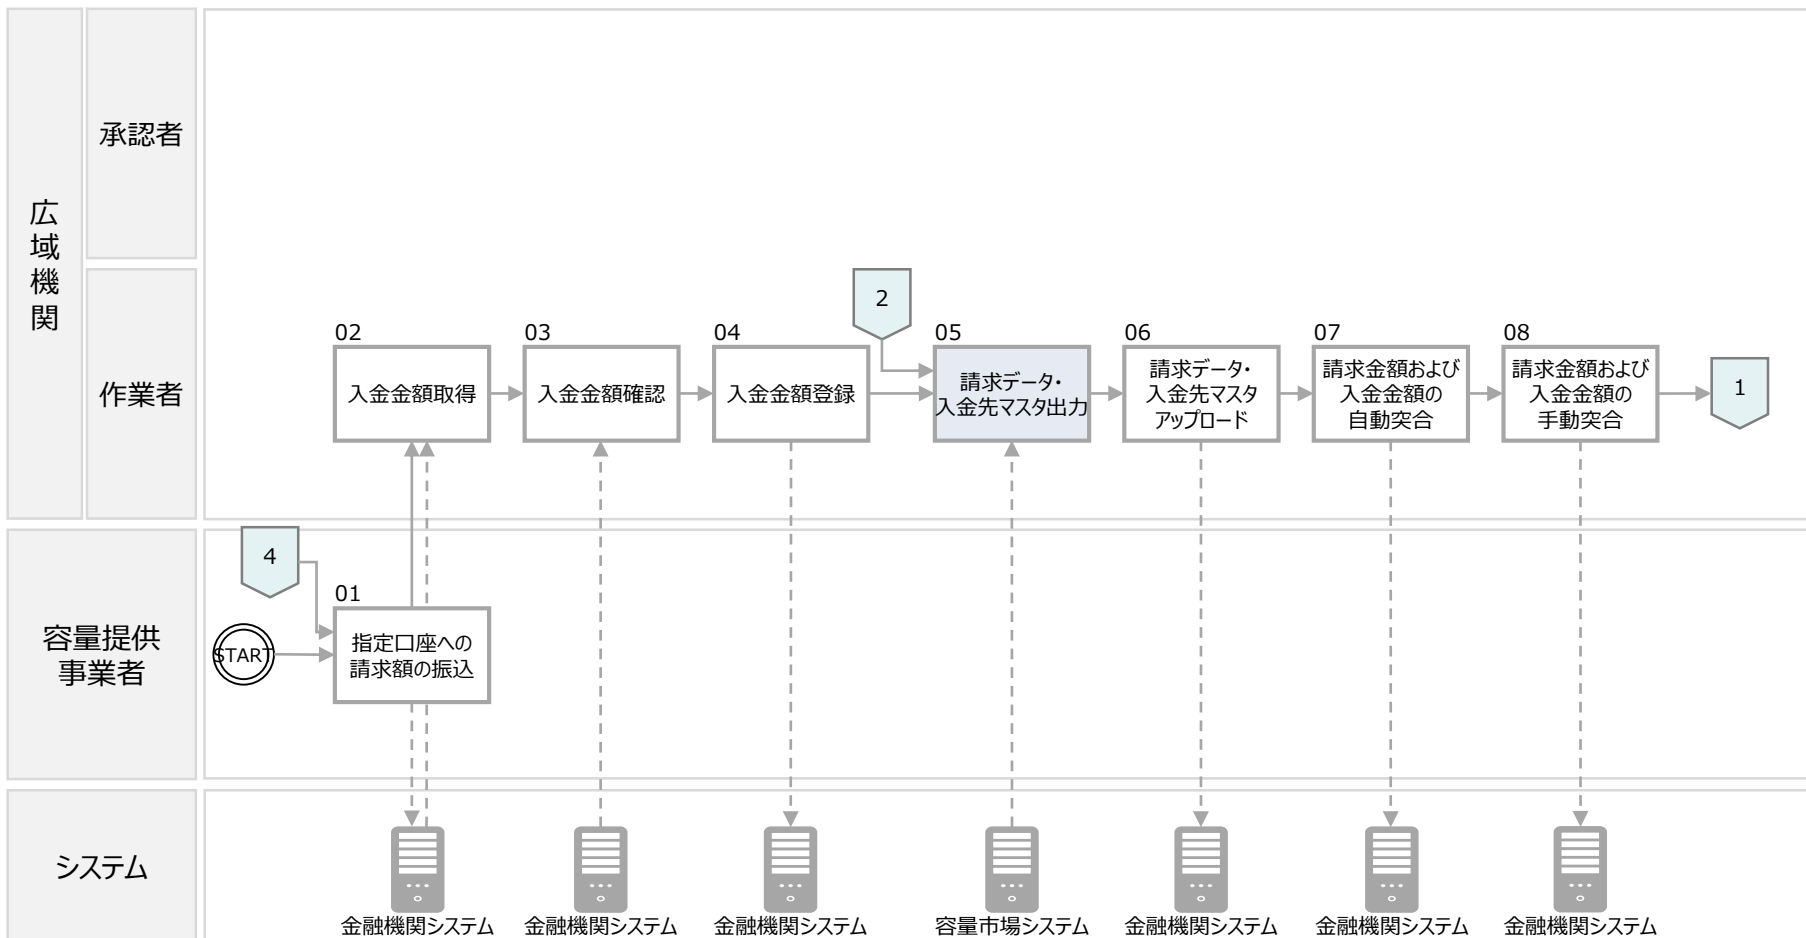 広
域
機
関
承認者
作業者
2
02
入金金額取得
03
入金金額確認
04
入金金額登録
05
請求データ・
入金先マスタ出力
06
請求データ・
入金先マスタ
アップロード
07
請求金額および
入金金額の
自動突合
08
請求金額および
入金金額の
手動突合
1
容量提供
事業者
4
START
01
指定口座への
請求額の振込
システム
金融機関システム
金融機関システム
金融機関システム
容量市場システム
金融機関システム
金融機関システム
金融機関システム